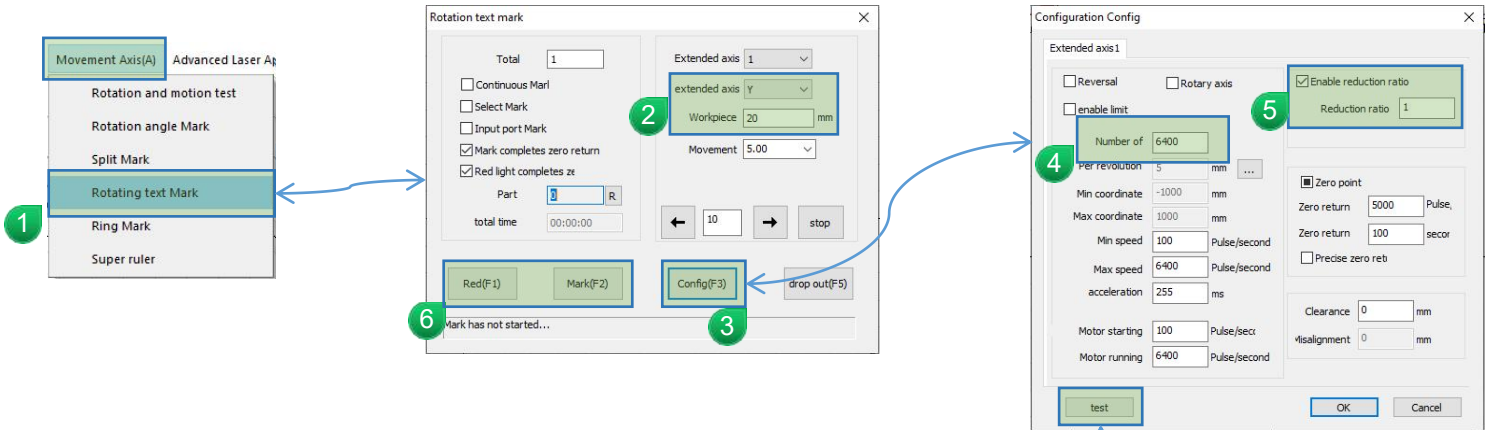 Movement Axis(A) Advanced Laser Ap
Rotation and motion test
Rotation angle Mark
Split Mark
Rotating text Mark
1
Ring Mark
Super ruler
Rotation text mark
Total 1
Continuous Marl
Select Mark
Input port Mark
Mark completes zero return
Red light completes ze
Part 0 R
total time 00:00:00
Extended axis 1
extended axis Y
2
Workpiece 20 mm
Movement 5.00
10 stop
Red(F1) Mark(F2) Config(F3) drop out(F5)
6
3
Mark has not started...
Configuration Config
Extended axis1
Reversal Rotary axis
enable limit
Number of 6400
4
Per revolution 5 mm ...
Min coordinate -1000 mm
Max coordinate 1000 mm
Min speed 100 Pulse/second
Max speed 6400 Pulse/second
acceleration 255 ms
Motor starting 100 Pulse/secc
Motor running 6400 Pulse/second
Enable reduction ratio
5
Reduction ratio 1
Zero point
Zero return 5000 Pulse,
Zero return 100 secor
Precise zero reti
Clearance 0 mm
Misalignment 0 mm
test OK Cancel